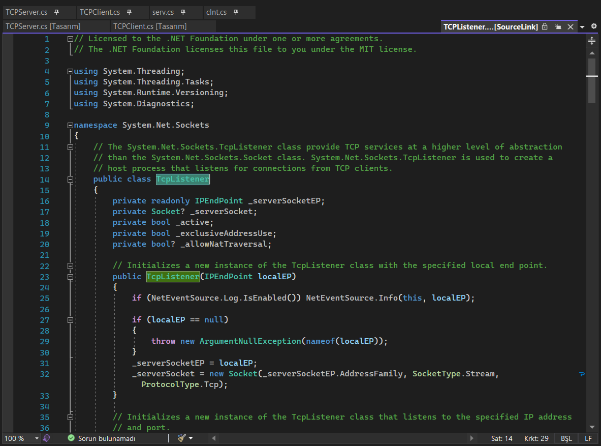 TCPServer.cs TCPClient.cs serv.cs clnt.cs
TCPServer.cs [Tasarım] TCPClient.cs [Tasarım] TCPListener....[SourceLink]
1 // Licensed to the .NET Foundation under one or more agreements.
2 // The .NET Foundation licenses this file to you under the MIT license.
3
4 using System.Threading;
5 using System.Threading.Tasks;
6 using System.Runtime.Versioning;
7 using System.Diagnostics;
8
9 namespace System.Net.Sockets
10 {
11 // The System.Net.Sockets.TcpListener class provide TCP services at a higher level of abstraction
12 // than the System.Net.Sockets.Socket class. System.Net.Sockets.TcpListener is used to create a
13 // host process that listens for connections from TCP clients.
14 public class TcpListener
15 {
16 private readonly IPEndPoint _serverSocketEP;
17 private Socket? _serverSocket;
18 private bool _active;
19 private bool _exclusiveAddressUse;
20 private bool? _allowNatTraversal;
21
22 // Initializes a new instance of the TcpListener class with the specified local end point.
23 public TcpListener(IPEndPoint localEP)
24 {
25 if (NetEventSource.Log.IsEnabled()) NetEventSource.Info(this, localEP);
26
27 if (localEP == null)
28 {
29 throw new ArgumentNullException(nameof(localEP));
30 }
31 _serverSocketEP = localEP;
32 _serverSocket = new Socket(_serverSocketEP.AddressFamily, SocketType.Stream,
ProtocolType.Tcp);
33 }
34
35 // Initializes a new instance of the TcpListener class that listens to the specified IP address
36 // and port.
100 % Sorun bulunamadı Sat: 14 Krkt: 29 BŞL LF